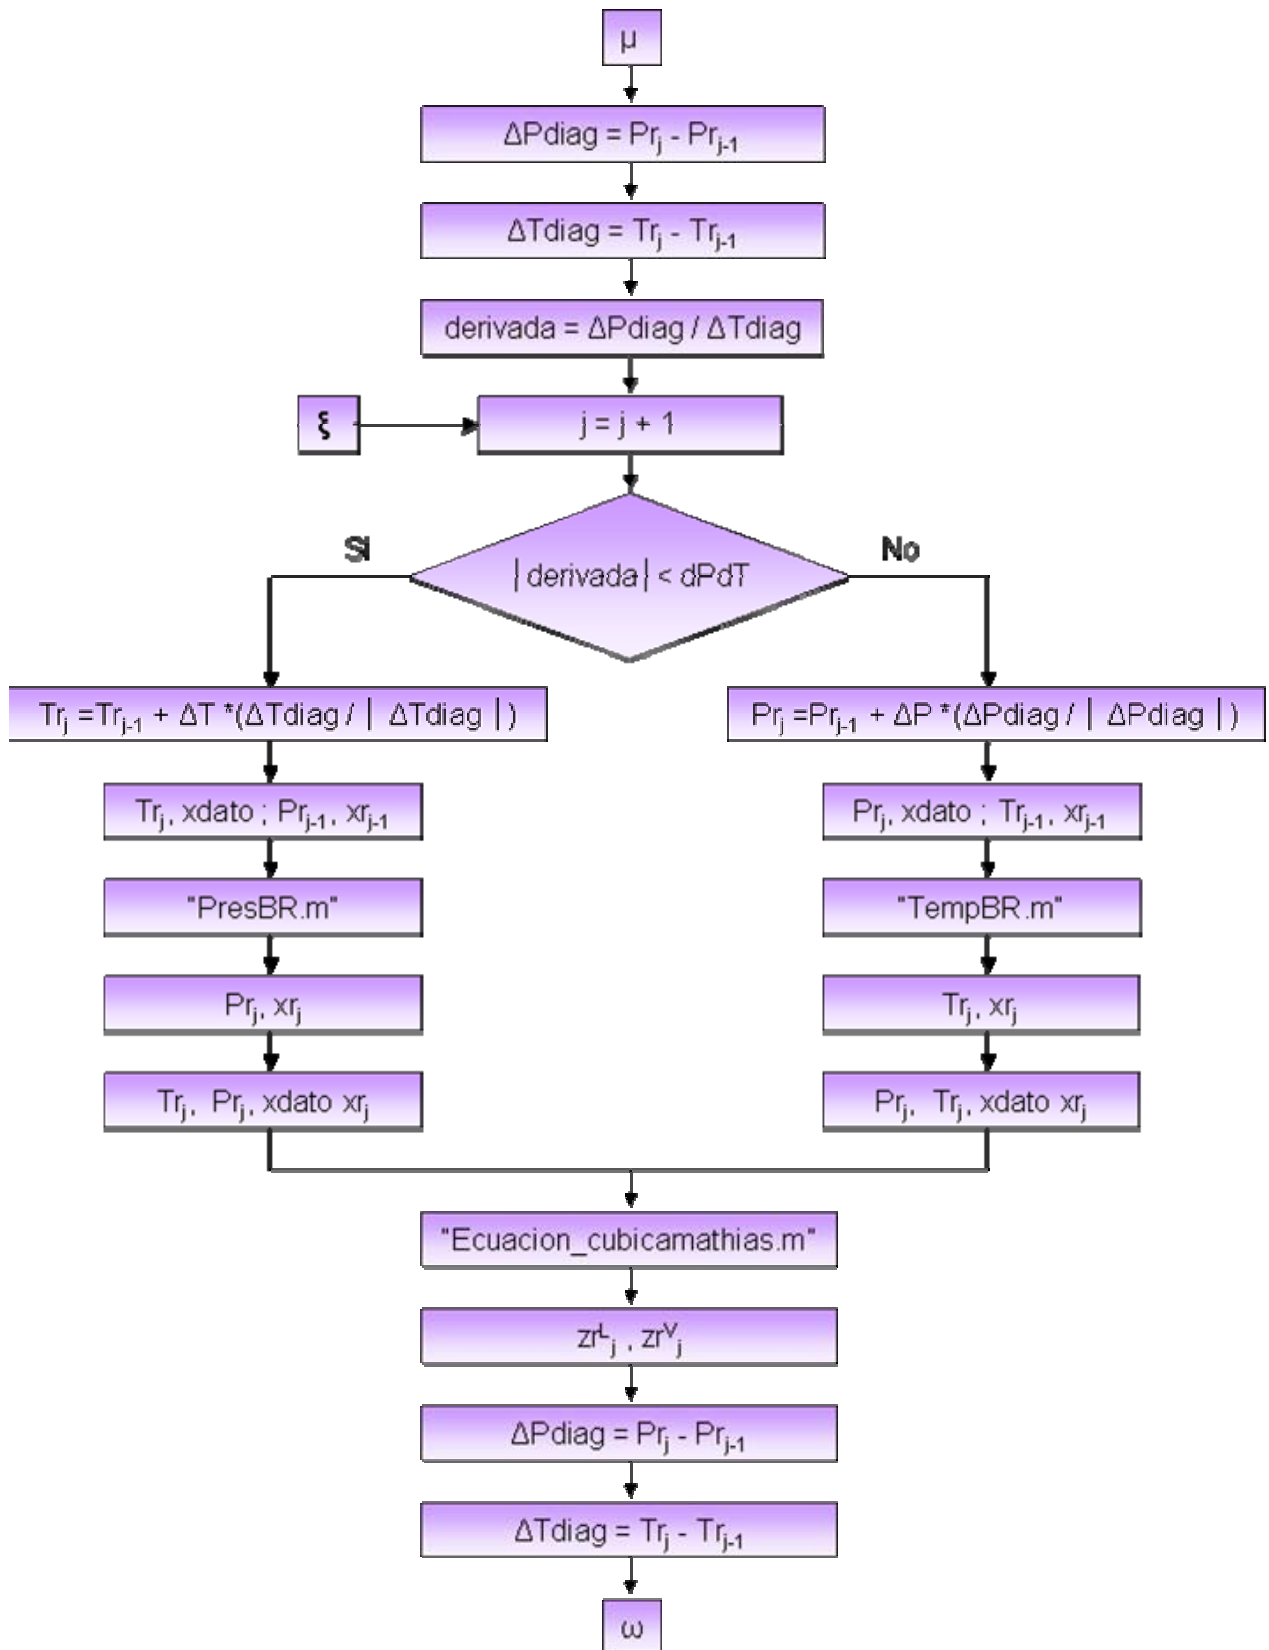 μ
ΔPdiag = Prj - Prj-1
ΔTdiag = Trj - Trj-1
derivada = ΔPdiag / ΔTdiag
ξ
j = j + 1
Si
No
|derivada| < dPdT
Trj =Trj-1 + ΔT *(ΔTdiag / | ΔTdiag |)
Prj =Prj-1 + ΔP *(ΔPdiag / | ΔPdiag |)
Trj, xdato ; Prj-1, xrj-1
Prj, xdato ; Trj-1, xrj-1
"PresBR.m"
"TempBR.m"
Prj, xrj
Trj, xrj
Trj, Prj, xdato xrj
Prj, Trj, xdato xrj
"Ecuacion_cubicamathias.m"
zrLj , zrVj
ΔPdiag = Prj - Prj-1
ΔTdiag = Trj - Trj-1
ω